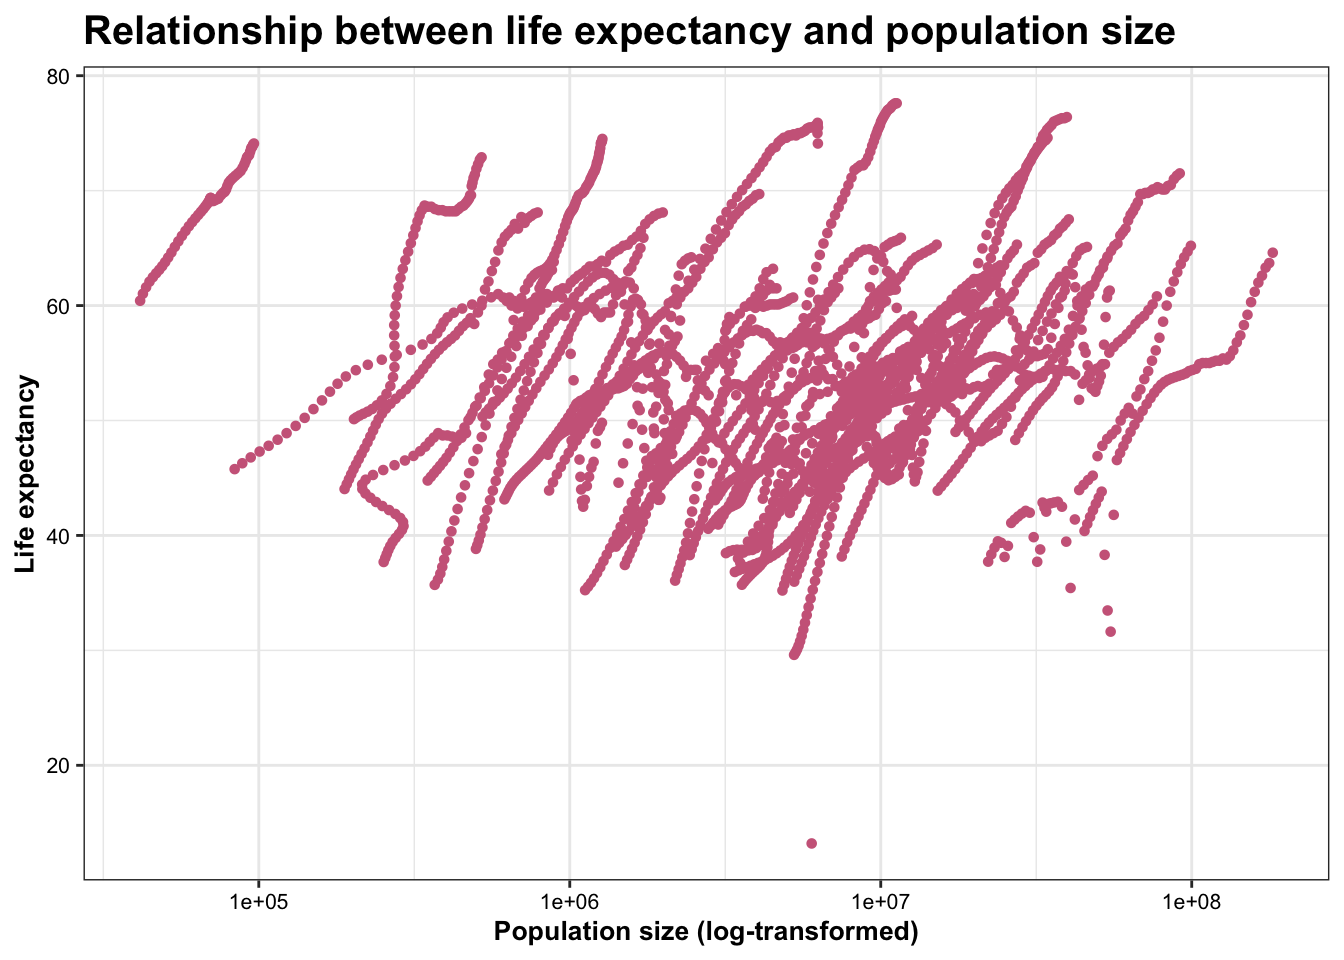 Relationship between life expectancy and population size
80
60
40
20
Life expectancy
1e+05 1e+06 1e+07 1e+08
Population size (log-transformed)